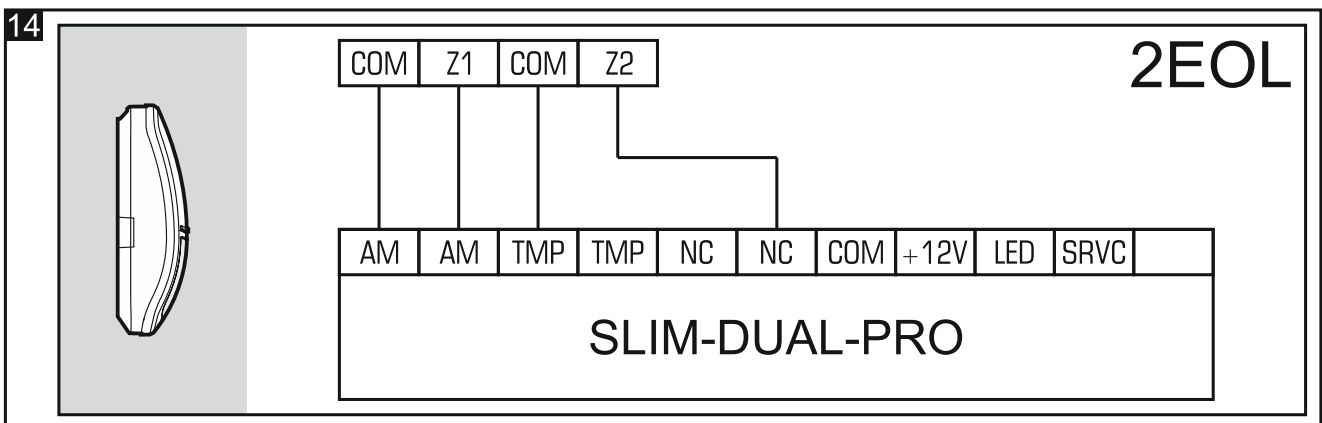 14
2EOL
COM Z1 COM Z2
AM AM TMP TMP NC NC COM +12V LED SRVC
SLIM-DUAL-PRO